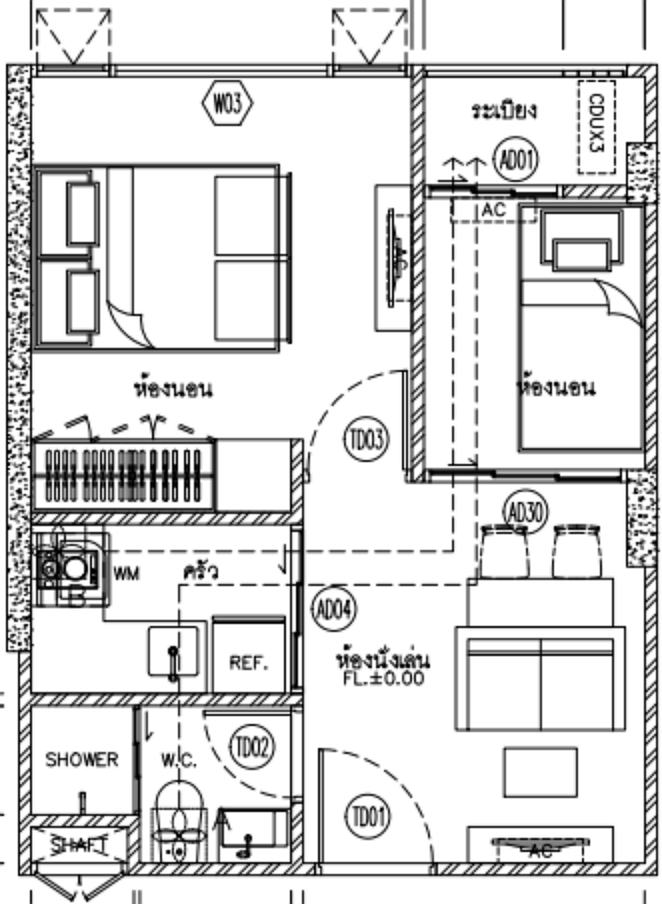 W03
ระเบียง
CDUX3
AD01
AC
AC
ห้องนอน
ห้องนอน
TD03
AD30
WM
ครัว
AD04
REF.
ห้องนั่งเล่น
FL.±0.00
SHOWER
W.C.
TD02
TD01
SHAFT
AC